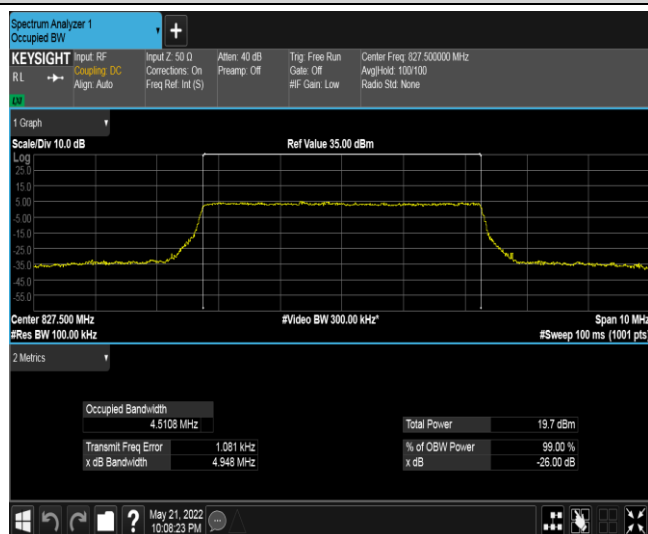 Spectrum Analyzer 1
Occupied BW
+
KEYSIGHT Input: RF Input Z: 50 Ω Atten: 40 dB Trig: Free Run Center Freq: 827.500000 MHz
RL Coupling: DC Corrections: On Preamp: Off Gate: Off Avg|Hold: 100/100
Align: Auto Freq Ref: Int (S) #IF Gain: Low Radio Std: None
LXI
1 Graph
Scale/Div 10.0 dB Ref Value 35.00 dBm
Log
25.0
15.0
5.00
-5.00
-15.0
-25.0
-35.0
-45.0
-55.0
Center 827.500 MHz #Video BW 300.00 kHz* Span 10 MHz
#Res BW 100.00 kHz #Sweep 100 ms (1001 pts)
2 Metrics
Occupied Bandwidth
4.5108 MHz Total Power 19.7 dBm
Transmit Freq Error 1.081 kHz % of OBW Power 99.00 %
x dB Bandwidth 4.948 MHz x dB -26.00 dB
? May 21, 2022
10:08:23 PM